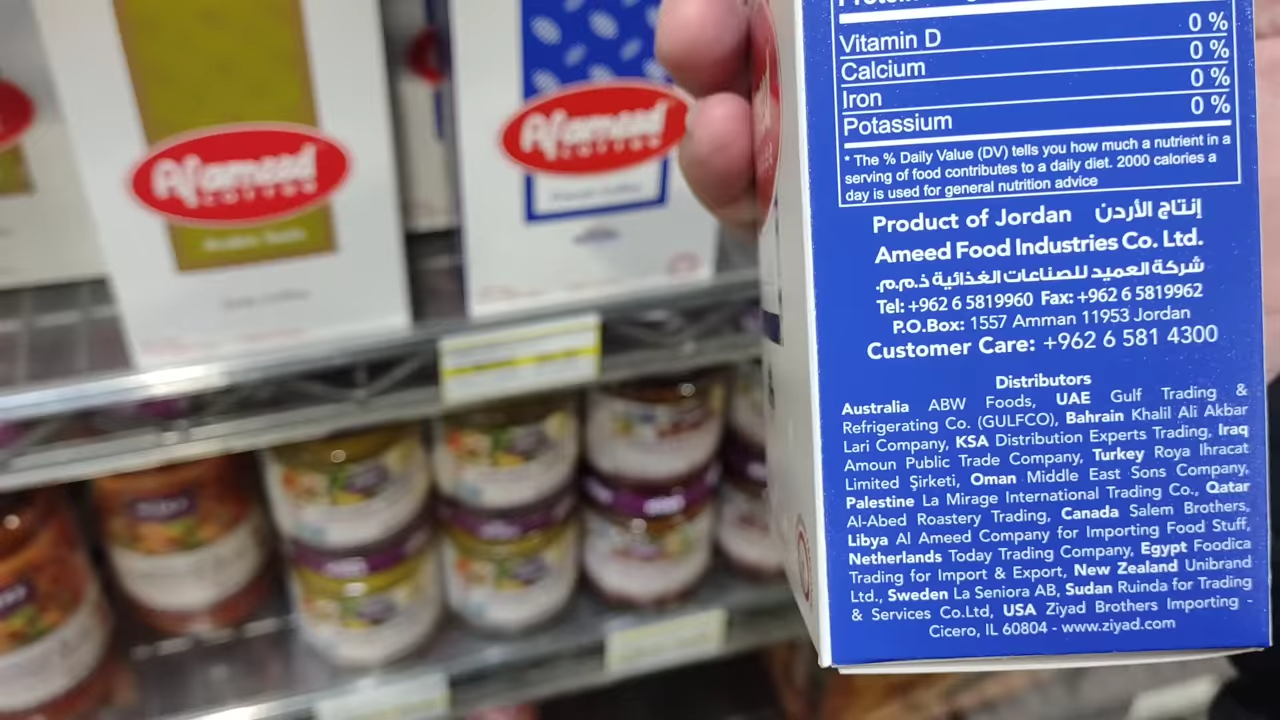 Al ameed
COFFEE
Al ameed
COFFEE
Vitamin D 0 %
Calcium 0 %
Iron 0 %
Potassium 0 %
* The % Daily Value (DV) tells you how much a nutrient in a
serving of food contributes to a daily diet. 2000 calories a
day is used for general nutrition advice
Product of Jordan إنتاج الأردن
Ameed Food Industries Co. Ltd.
شركة العميد للصناعات الغذائية ذ.م.م.
Tel: +962 6 5819960 Fax: +962 6 5819962
P.O.Box: 1557 Amman 11953 Jordan
Customer Care: +962 6 581 4300
Distributors
Australia ABW Foods, UAE Gulf Trading &
Refrigerating Co. (GULFCO), Bahrain Khalil Ali Akbar
Lari Company, KSA Distribution Experts Trading, Iraq
Amoun Public Trade Company, Turkey Roya Ihracat
Limited Şirketi, Oman Middle East Sons Company,
Palestine La Mirage International Trading Co., Qatar
Al-Abed Roastery Trading, Canada Salem Brothers,
Libya Al Ameed Company for Importing Food Stuff,
Netherlands Today Trading Company, Egypt Foodica
Trading for Import & Export, New Zealand Unibrand
Ltd., Sweden La Seniora AB, Sudan Ruinda for Trading
& Services Co.Ltd, USA Ziyad Brothers Importing -
Cicero, IL 60804 - www.ziyad.com